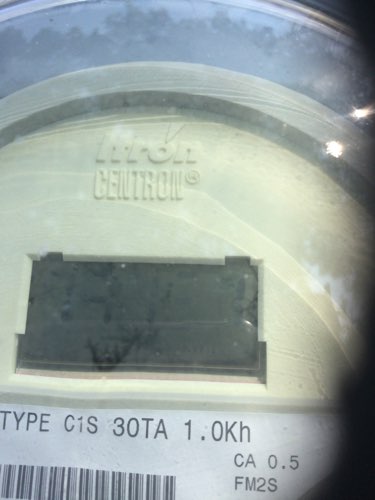 Itron
CENTRON®
TYPE C1S 30TA 1.0Kh
CA 0.5
FM2S